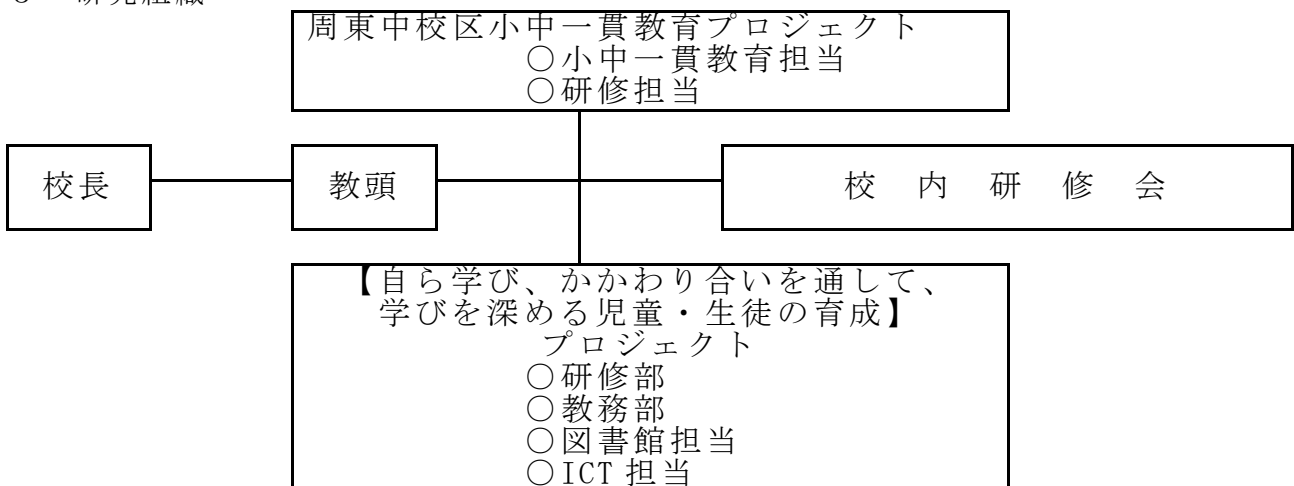 周東中校区小中一貫教育プロジェクト
○小中一貫教育担当
○研修担当
校長
教頭
校内研修会
【自ら学び、かかわり合いを通して、
学びを深める児童・生徒の育成】
プロジェクト
○研修部
○教務部
○図書館担当
○ICT担当